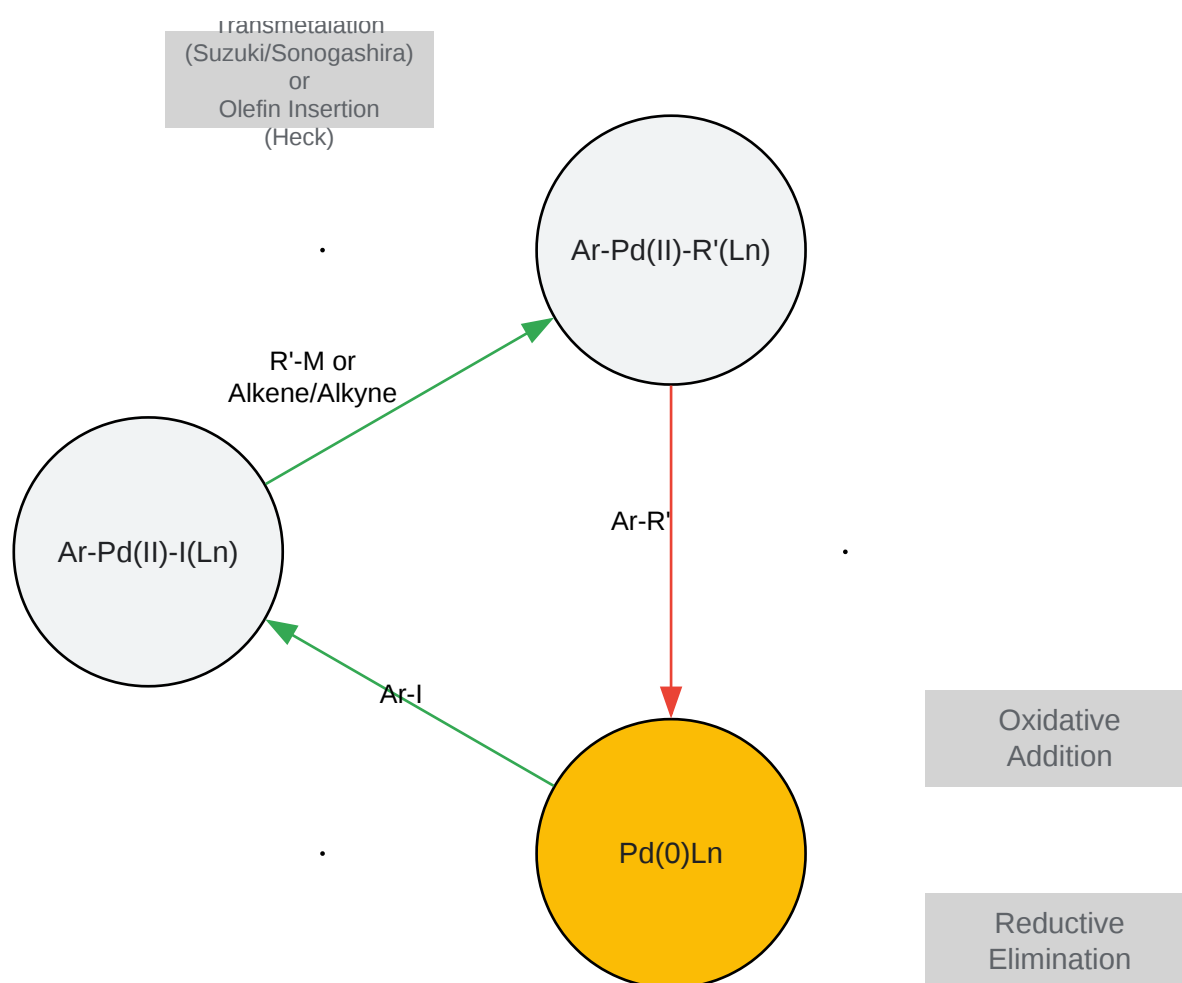 Transmetalation
(Suzuki/Sonogashira)
or
Olefin Insertion
(Heck)
Ar-Pd(II)-R'(Ln)
R'-M or
Alkene/Alkyne
Ar-R'
Ar-Pd(II)-I(Ln)
Ar-I
Oxidative
Addition
Pd(0)Ln
Reductive
Elimination